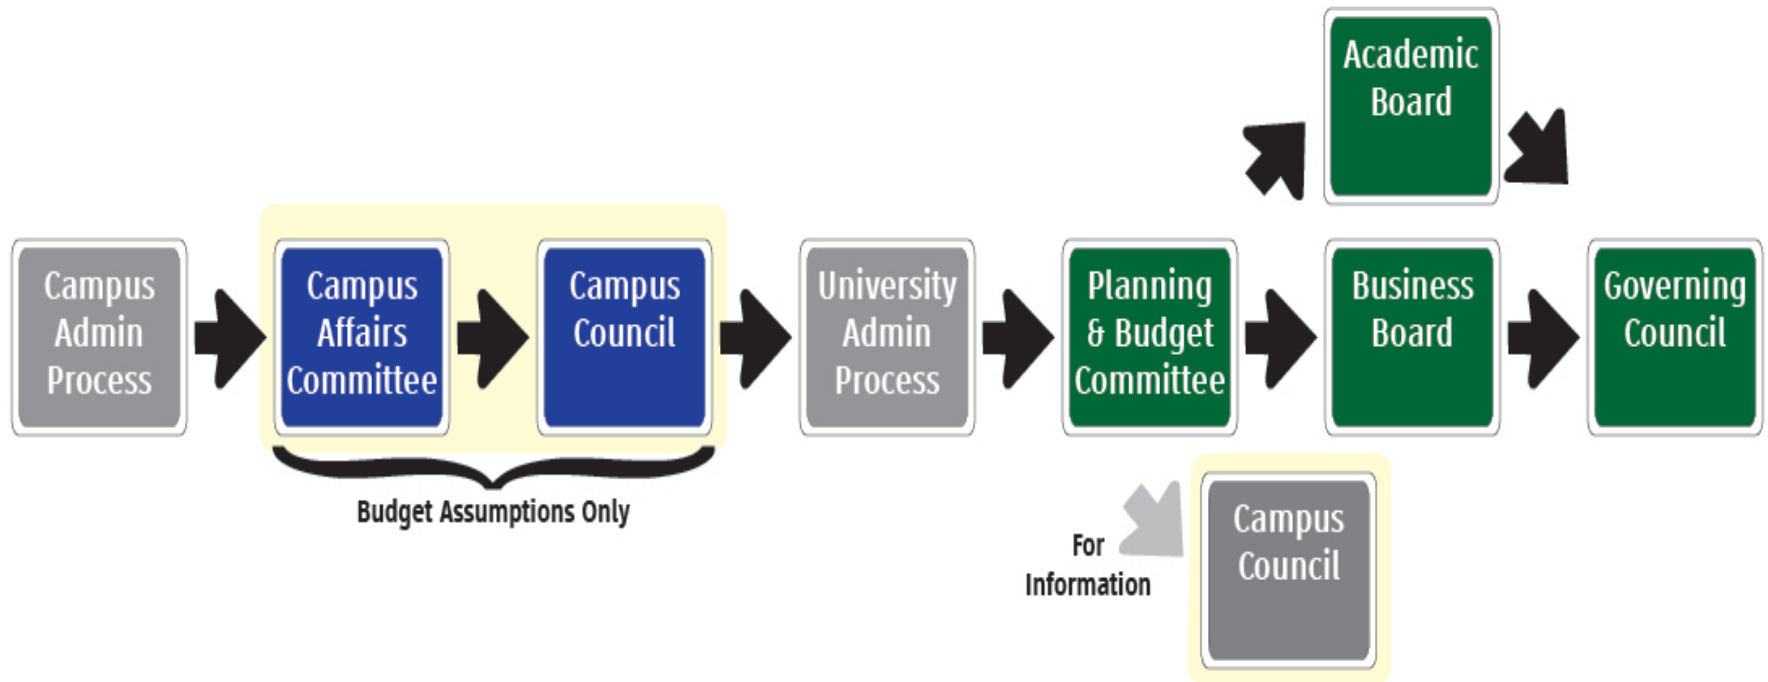 Academic
Board
Campus
Admin
Process
Campus
Affairs
Committee
Campus
Council
University
Admin
Process
Planning
& Budget
Committee
Business
Board
Governing
Council
Budget Assumptions Only
For
Information
Campus
Council